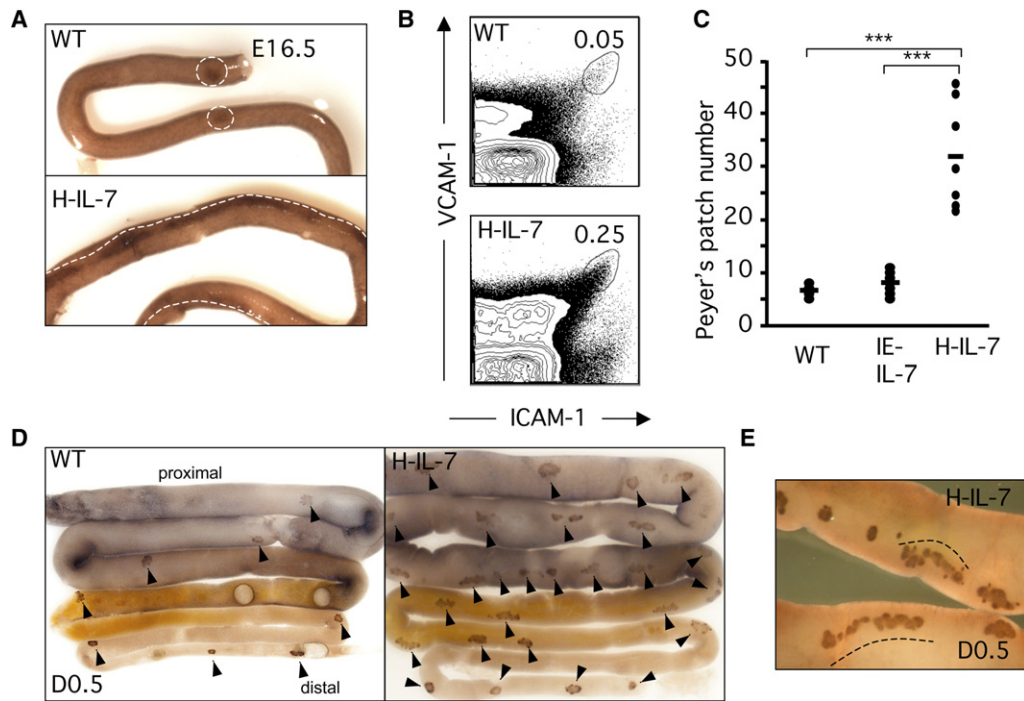 A
WT
E16.5
H-IL-7
B
WT
0.05
H-IL-7
0.25
VCAM-1
ICAM-1
C
***
***
50
40
30
20
10
0
Peyer's patch number
WT
IE-
IL-7
H-IL-7
D
WT
proximal
D0.5
distal
H-IL-7
E
H-IL-7
D0.5